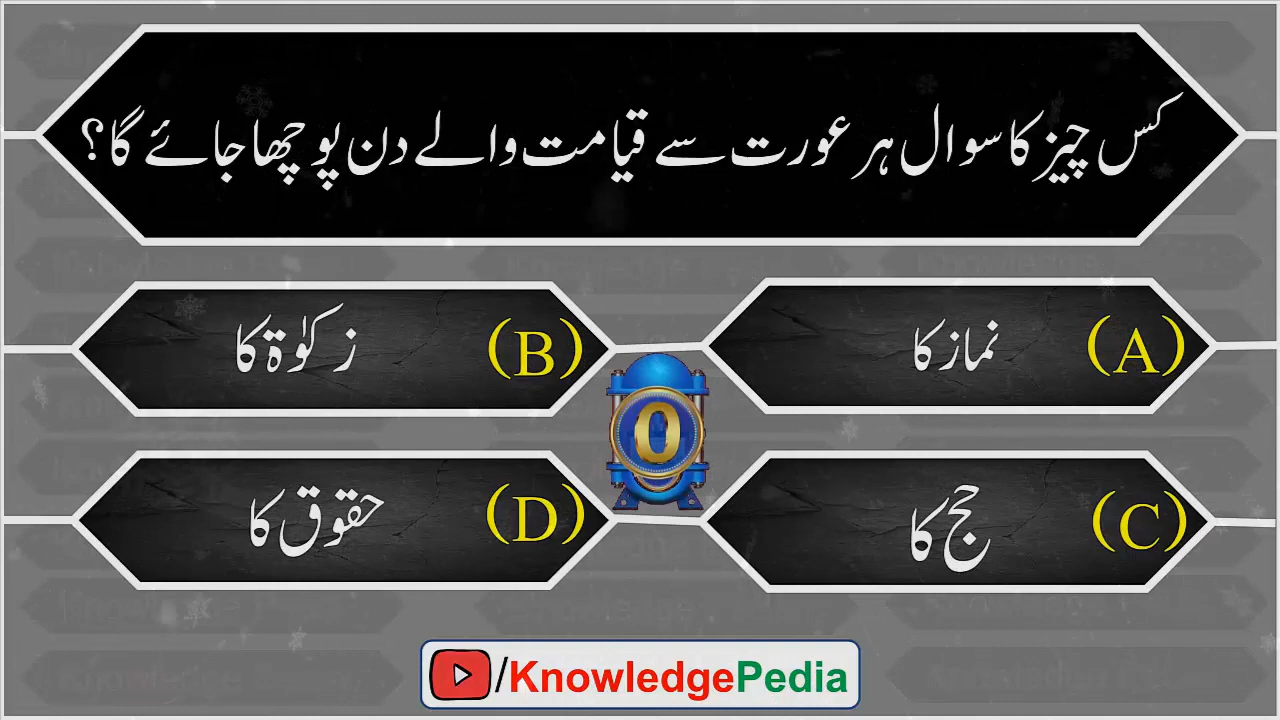 کس چیز کا سوال ہر عورت سے قیامت والے دن پوچھا جائے گا؟
(A) نماز کا
(B) زکوٰۃ کا
0
(C) حج کا
(D) حقوق کا
/KnowledgePedia